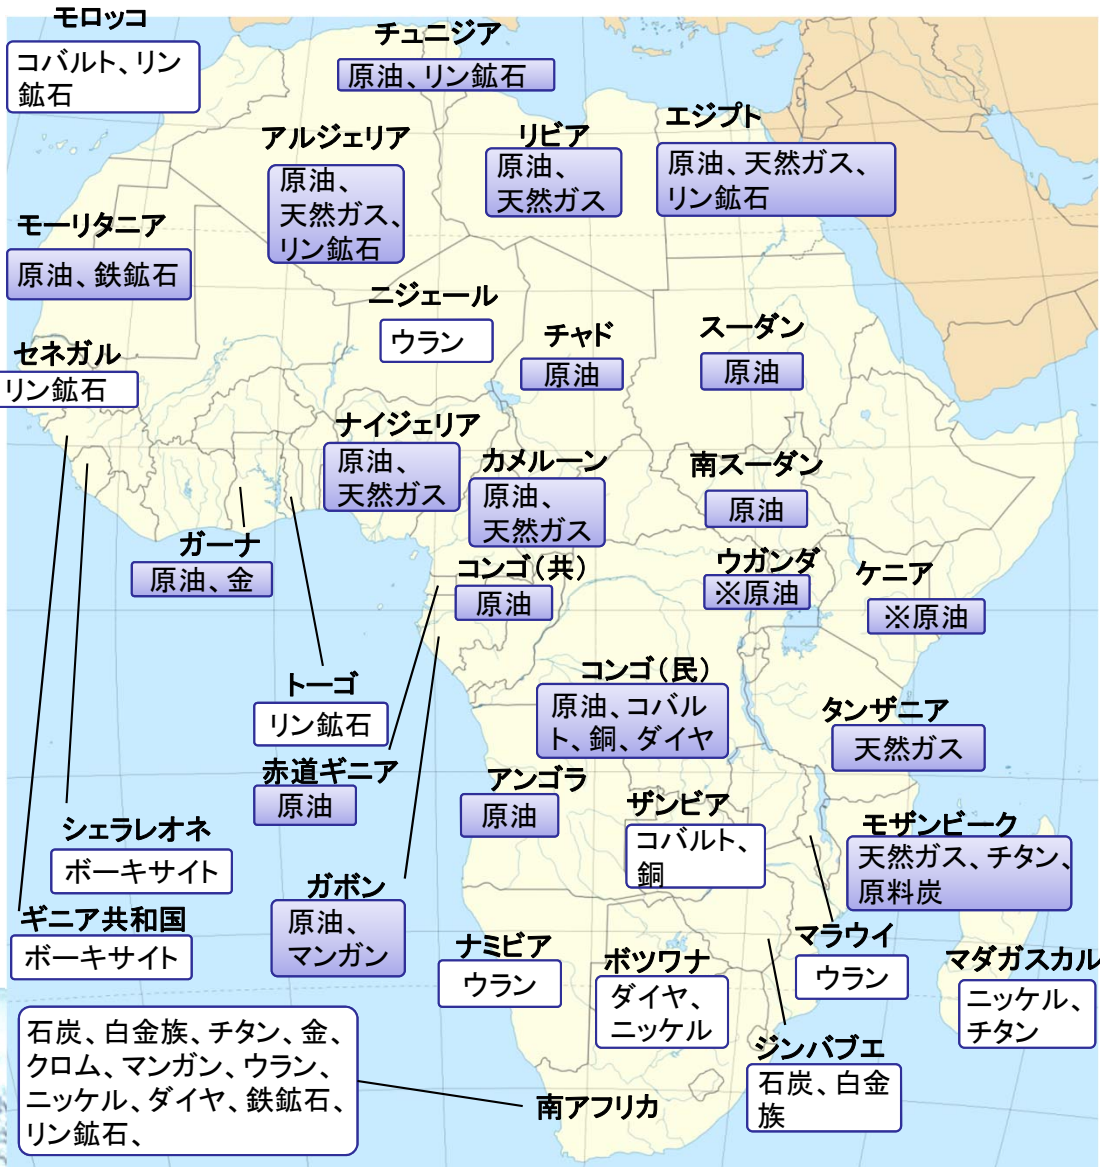 モロッコ
コバルト、リン
鉱石
チュニジア
原油、リン鉱石
アルジェリア
原油、
天然ガス、
リン鉱石
リビア
原油、
天然ガス
エジプト
原油、天然ガス、
リン鉱石
モーリタニア
原油、鉄鉱石
ニジェール
ウラン
チャド
原油
スーダン
原油
セネガル
リン鉱石
ナイジェリア
原油、
天然ガス
カメルーン
原油、
天然ガス
南スーダン
原油
ガーナ
原油、金
コンゴ(共)
原油
ウガンダ
※原油
ケニア
※原油
トーゴ
リン鉱石
コンゴ(民)
原油、コバル
ト、銅、ダイヤ
タンザニア
天然ガス
赤道ギニア
原油
アンゴラ
原油
ザンビア
コバルト、
銅
モザンビーク
天然ガス、チタン、
原料炭
シェラレオネ
ボーキサイト
ガボン
原油、
マンガン
ギニア共和国
ボーキサイト
ナミビア
ウラン
ボツワナ
ダイヤ、
ニッケル
マラウイ
ウラン
マダガスカル
ニッケル、
チタン
ジンバブエ
石炭、白金
族
石炭、白金族、チタン、金、
クロム、マンガン、ウラン、
ニッケル、ダイヤ、鉄鉱石、
リン鉱石、
南アフリカ